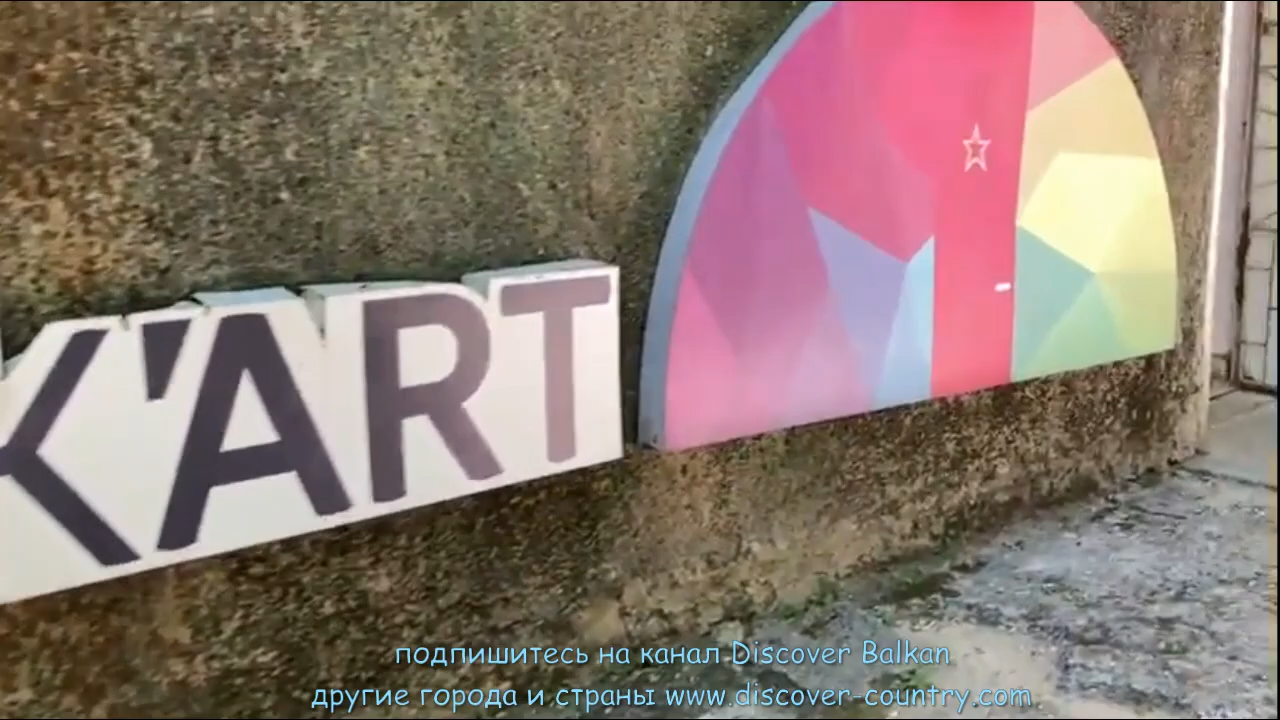 K'ART
подпишитесь на канал Discover Balkan
другие города и страны www.discover-country.com